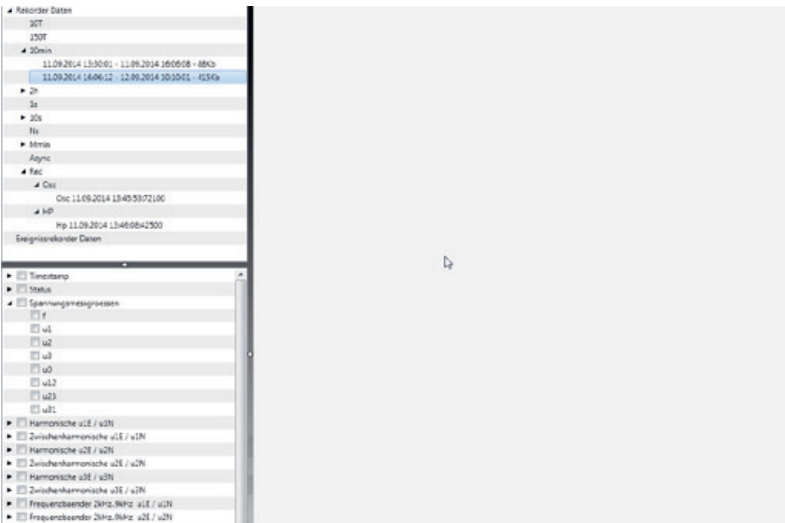 Rekorder Daten
10T
150T
10min
11.09.2014 13:30:01 - 11.09.2014 16:06:08 - 88Kb
11.09.2014 16:06:12 - 12.09.2014 10:10:01 - 415Kb
2h
1s
10s
Ns
Mmin
Async
Rec
Osc
Osc 11.09.2014 13:45:53:72100
HP
Hp 11.09.2014 13:46:08:42500
Ereignissrekorder Daten
Timestamp
Status
Spannungsmessgroessen
f
u1
u2
u3
u0
u12
u23
u31
Harmonische u1E / u1N
Zwischenharmonische u1E / u1N
Harmonische u2E / u2N
Zwischenharmonische u2E / u2N
Harmonische u3E / u3N
Zwischenharmonische u3E / u3N
Frequenzbaender 2kHz..9kHz u1E / u1N
Frequenzbaender 2kHz..9kHz u2E / u2N